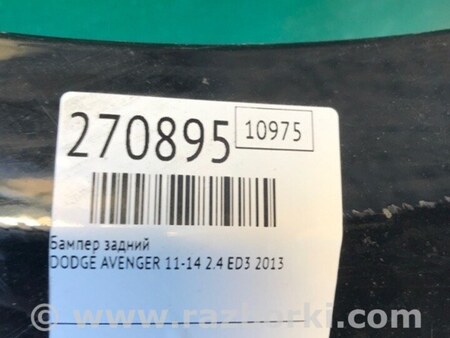 270895
10975
Бампер задний
DODGE AVENGER 11-14 2.4 ED3 2013
© www.razborki.com